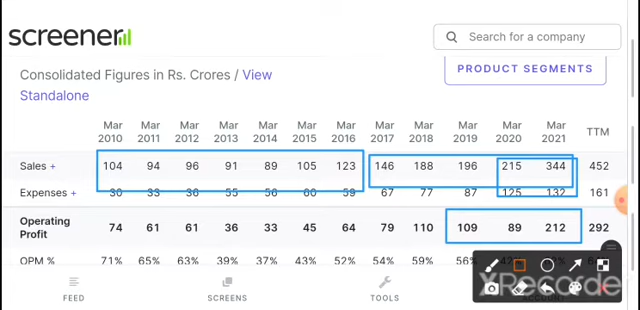 screener
Search for a company
Consolidated Figures in Rs. Crores / View Standalone
PRODUCT SEGMENTS
Mar 2010 Mar 2011 Mar 2012 Mar 2013 Mar 2014 Mar 2015 Mar 2016 Mar 2017 Mar 2018 Mar 2019 Mar 2020 Mar 2021 TTM
Sales + 104 94 96 91 89 105 123 146 188 196 215 344 452
Expenses + 30 33 36 55 56 60 59 67 77 87 125 132 161
Operating Profit 74 61 61 36 33 45 64 79 110 109 89 212 292
OPM % 71% 65% 63% 39% 37% 43% 52% 54% 59% 56%
FEED SCREENS TOOLS
XRecorder